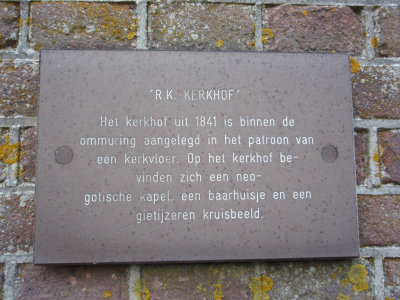 'R.K. KERKHOF'
Het kerkhof uit 1841 is binnen de
ommuring aangelegd in het patroon van
een kerkvloer. Op het kerkhof be-
vinden zich een neo-
gotische kapel, een baarhuisje en een
gietijzeren kruisbeeld.